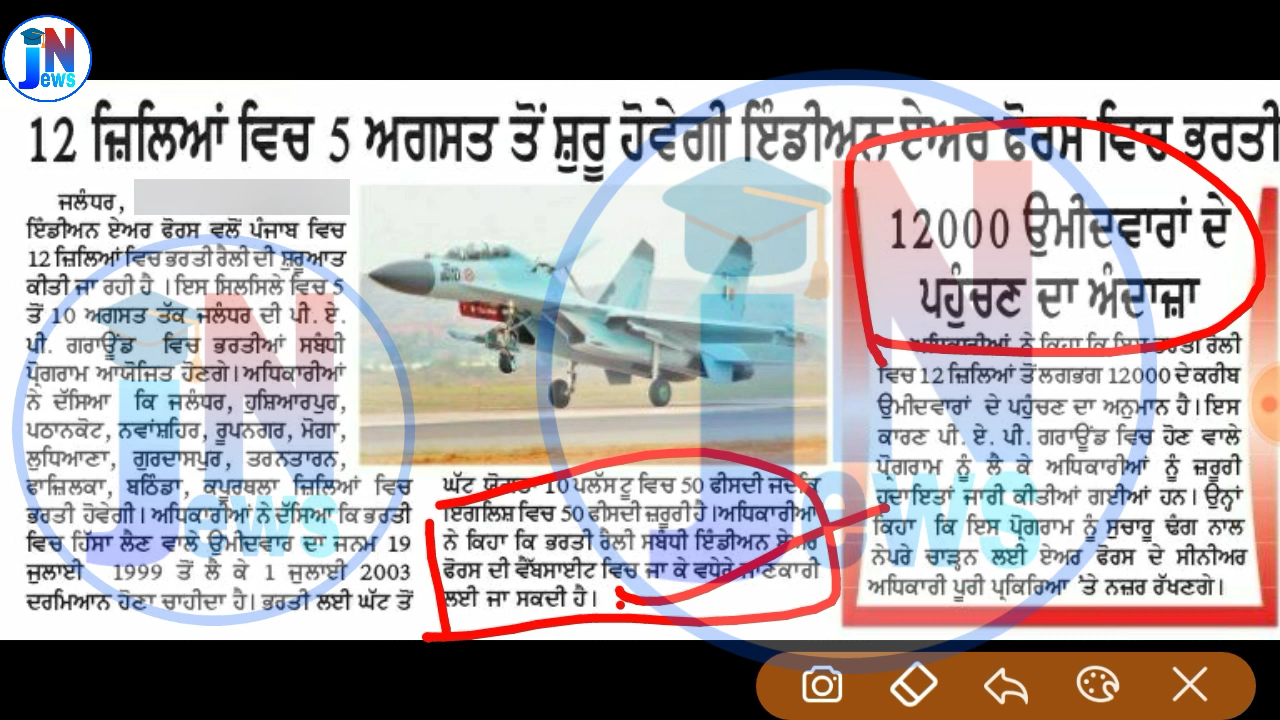 JN
ews
12 ਜ਼ਿਲਿਆਂ ਵਿਚ 5 ਅਗਸਤ ਤੋਂ ਸ਼ੁਰੂ ਹੋਵੇਗੀ ਇੰਡੀਅਨ ਏਅਰ ਫੋਰਸ ਵਿਚ ਭਰਤੀ
ਜਲੰਧਰ,
ਇੰਡੀਅਨ ਏਅਰ ਫੋਰਸ ਵਲੋਂ ਪੰਜਾਬ ਵਿਚ
12 ਜ਼ਿਲਿਆਂ ਵਿਚ ਭਰਤੀ ਰੈਲੀ ਦੀ ਸ਼ੁਰੂਆਤ
ਕੀਤੀ ਜਾ ਰਹੀ ਹੈ । ਇਸ ਸਿਲਸਿਲੇ ਵਿਚ 5
ਤੋਂ 10 ਅਗਸਤ ਤੱਕ ਜਲੰਧਰ ਦੀ ਪੀ. ਏ.
ਪੀ. ਗਰਾਊਂਡ ਵਿਚ ਭਰਤੀਆਂ ਸਬੰਧੀ
ਪ੍ਰੋਗਰਾਮ ਆਯੋਜਿਤ ਹੋਣਗੇ। ਅਧਿਕਾਰੀਆਂ
ਨੇ ਦੱਸਿਆ ਕਿ ਜਲੰਧਰ, ਹੁਸ਼ਿਆਰਪੁਰ,
ਪਠਾਨਕੋਟ, ਨਵਾਂਸ਼ਹਿਰ, ਰੂਪਨਗਰ, ਮੋਗਾ,
ਲੁਧਿਆਣਾ, ਗੁਰਦਾਸਪੁਰ, ਤਰਨਤਾਰਨ,
ਫਾਜ਼ਿਲਕਾ, ਬਠਿੰਡਾ, ਕਪੂਰਥਲਾ ਜ਼ਿਲਿਆਂ ਵਿਚ
ਭਰਤੀ ਹੋਵੇਗੀ। ਅਧਿਕਾਰੀਆਂ ਨੇ ਦੱਸਿਆ ਕਿ ਭਰਤੀ
ਵਿਚ ਹਿੱਸਾ ਲੈਣ ਵਾਲੇ ਉਮੀਦਵਾਰ ਦਾ ਜਨਮ 19
ਜੁਲਾਈ 1999 ਤੋਂ ਲੈ ਕੇ 1 ਜੁਲਾਈ 2003
ਦਰਮਿਆਨ ਹੋਣਾ ਚਾਹੀਦਾ ਹੈ। ਭਰਤੀ ਲਈ ਘੱਟ ਤੋਂ
ਘੱਟ ਯੋਗਤਾ 10 ਪਲੱਸ ਟੂ ਵਿਚ 50 ਫੀਸਦੀ ਜਦਕਿ
ਇੰਗਲਿਸ਼ ਵਿਚ 50 ਫੀਸਦੀ ਜ਼ਰੂਰੀ ਹੈ। ਅਧਿਕਾਰੀਆਂ
ਨੇ ਕਿਹਾ ਕਿ ਭਰਤੀ ਰੈਲੀ ਸਬੰਧੀ ਇੰਡੀਅਨ ਏਅਰ
ਫੋਰਸ ਦੀ ਵੈੱਬਸਾਈਟ ਵਿਚ ਜਾ ਕੇ ਵਧੇਰੇ ਜਾਣਕਾਰੀ
ਲਈ ਜਾ ਸਕਦੀ ਹੈ।
12000 ਉਮੀਦਵਾਰਾਂ ਦੇ
ਪਹੁੰਚਣ ਦਾ ਅੰਦਾਜ਼ਾ
ਅਧਿਕਾਰੀਆਂ ਨੇ ਕਿਹਾ ਕਿ ਇਸ ਭਰਤੀ ਰੈਲੀ
ਵਿਚ 12 ਜ਼ਿਲਿਆਂ ਤੋਂ ਲਗਭਗ 12000 ਦੇ ਕਰੀਬ
ਉਮੀਦਵਾਰਾਂ ਦੇ ਪਹੁੰਚਣ ਦਾ ਅਨੁਮਾਨ ਹੈ। ਇਸ
ਕਾਰਣ ਪੀ. ਏ. ਪੀ. ਗਰਾਊਂਡ ਵਿਚ ਹੋਣ ਵਾਲੇ
ਪ੍ਰੋਗਰਾਮ ਨੂੰ ਲੈ ਕੇ ਅਧਿਕਾਰੀਆਂ ਨੂੰ ਜ਼ਰੂਰੀ
ਹਦਾਇਤਾਂ ਜਾਰੀ ਕੀਤੀਆਂ ਗਈਆਂ ਹਨ। ਉਨ੍ਹਾਂ
ਕਿਹਾ ਕਿ ਇਸ ਪ੍ਰੋਗਰਾਮ ਨੂੰ ਸੁਚਾਰੂ ਢੰਗ ਨਾਲ
ਨੇਪਰੇ ਚਾੜ੍ਹਨ ਲਈ ਏਅਰ ਫੋਰਸ ਦੇ ਸੀਨੀਅਰ
ਅਧਿਕਾਰੀ ਪੂਰੀ ਪ੍ਰਕਿਰਿਆ 'ਤੇ ਨਜ਼ਰ ਰੱਖਣਗੇ।